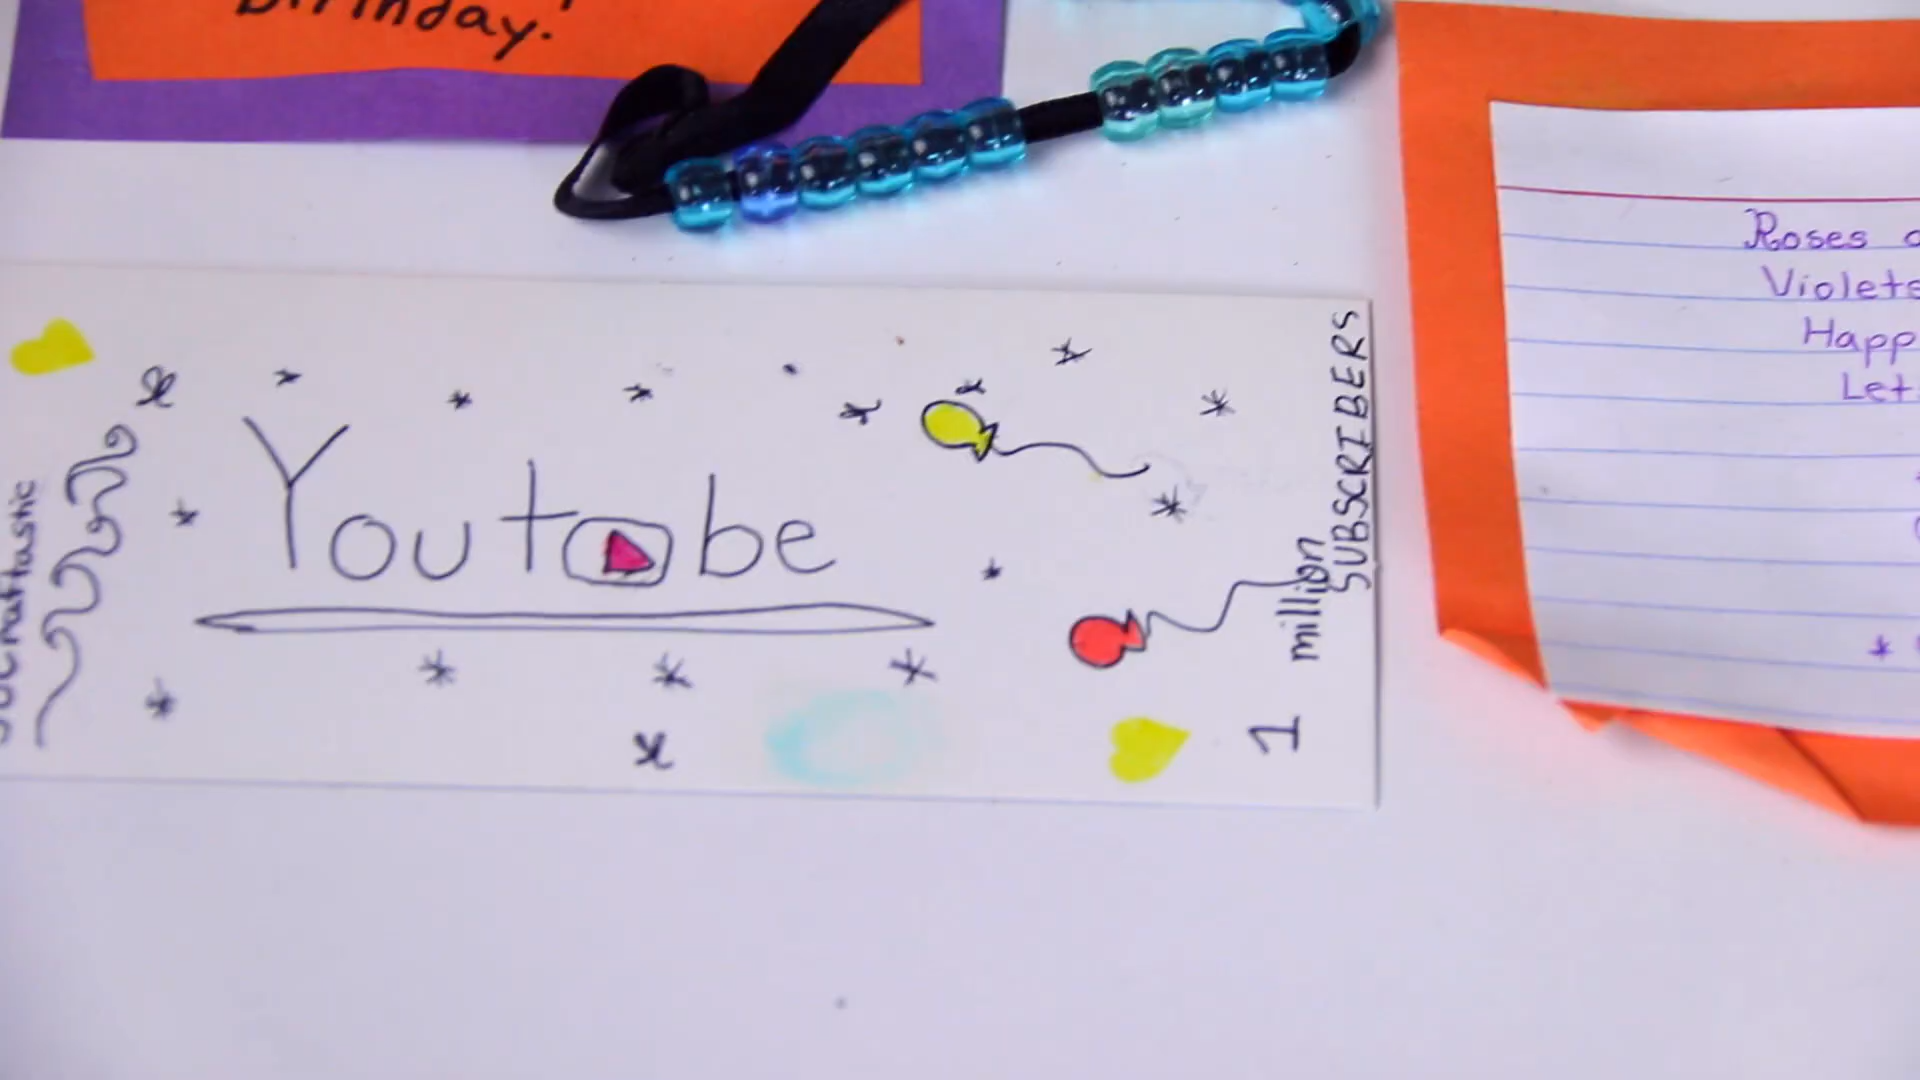 Birthday!
Youtube
1 million
SUBSCRIBERS
Roses
Violets
Happ
Let